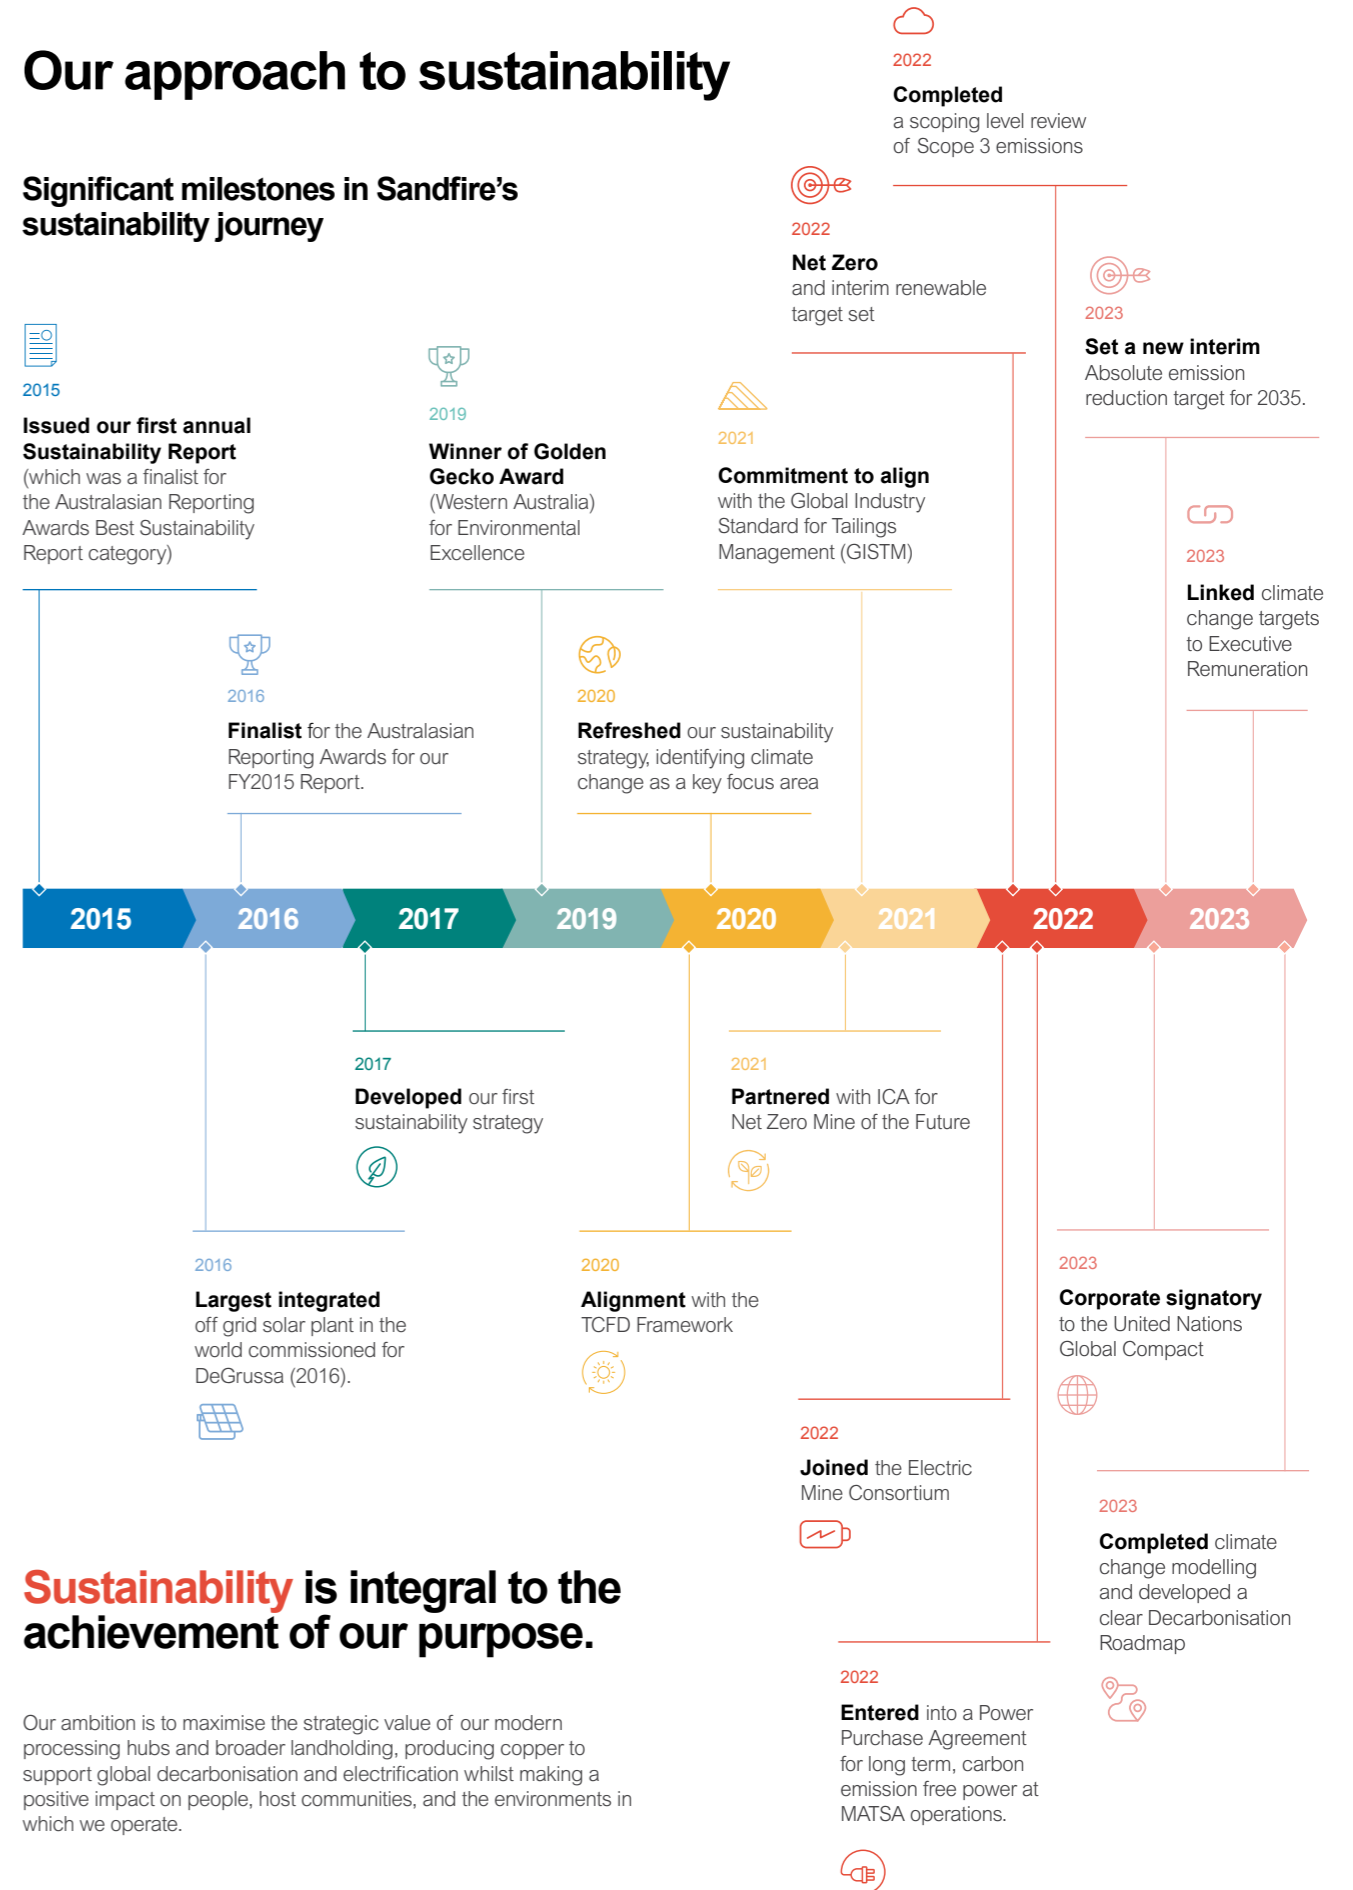 Our approach to sustainability
Significant milestones in Sandfire’s
sustainability journey
2015
Issued our first annual
Sustainability Report
(which was a finalist for
the Australasian Reporting
Awards Best Sustainability
Report category)
2016
Finalist for the Australasian
Reporting Awards for our
FY2015 Report.
2019
Winner of Golden
Gecko Award
(Western Australia)
for Environmental
Excellence
2020
Refreshed our sustainability
strategy, identifying climate
change as a key focus area
2021
Commitment to align
with the Global Industry
Standard for Tailings
Management (GISTM)
2022
Net Zero
and interim renewable
target set
2022
Completed
a scoping level review
of Scope 3 emissions
2023
Set a new interim
Absolute emission
reduction target for 2035.
2023
Linked climate
change targets
to Executive
Remuneration
2015
2016
2017
2019
2020
2021
2022
2023
2016
Largest integrated
off grid solar plant in the
world commissioned for
DeGrussa (2016).
2017
Developed our first
sustainability strategy
2020
Alignment with the
TCFD Framework
2021
Partnered with ICA for
Net Zero Mine of the Future
2022
Joined the Electric
Mine Consortium
2022
Entered into a Power
Purchase Agreement
for long term, carbon
emission free power at
MATSA operations.
2023
Corporate signatory
to the United Nations
Global Compact
2023
Completed climate
change modelling
and developed a
clear Decarbonisation
Roadmap
Sustainability is integral to the
achievement of our purpose.
Our ambition is to maximise the strategic value of our modern
processing hubs and broader landholding, producing copper to
support global decarbonisation and electrification whilst making a
positive impact on people, host communities, and the environments in
which we operate.